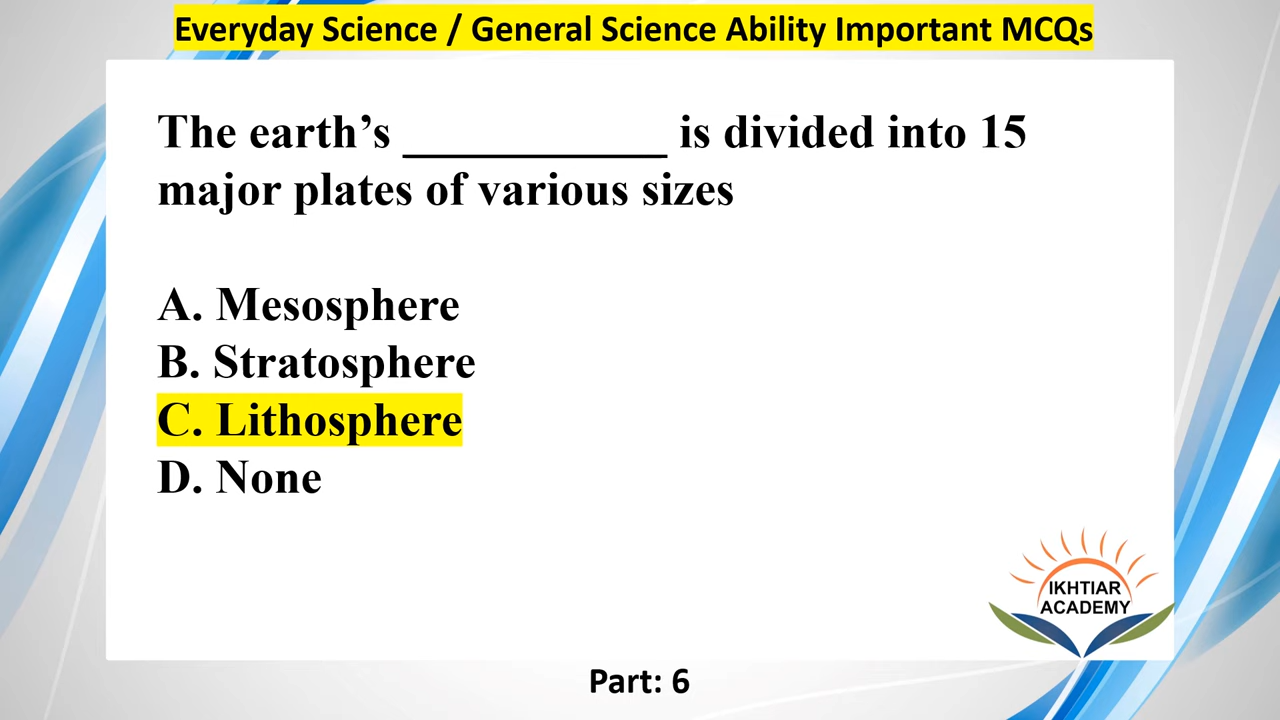 Everyday Science / General Science Ability Important MCQs
The earth’s ___________ is divided into 15
major plates of various sizes
A. Mesosphere
B. Stratosphere
C. Lithosphere
D. None
IKHTIAR
ACADEMY
Part: 6